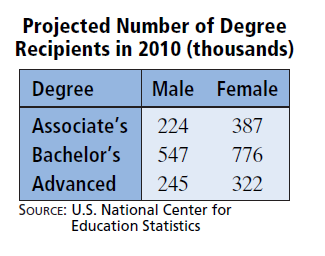 Projected Number of Degree
Recipients in 2010 (thousands)
Degree Male Female
Associate's 224 387
Bachelor's 547 776
Advanced 245 322
SOURCE: U.S. National Center for
Education Statistics